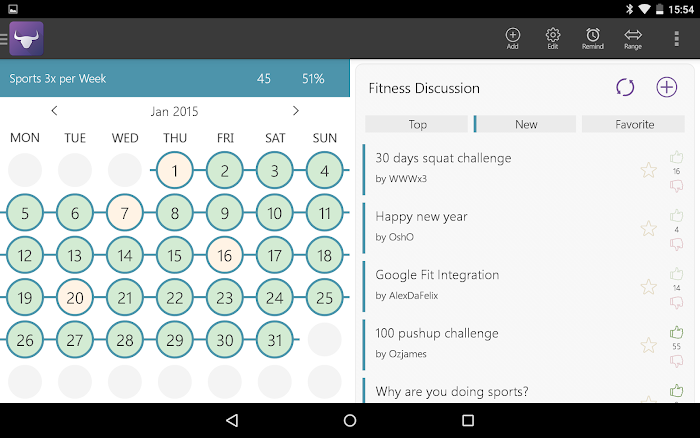 15:54
Add Edit Remind Range
Sports 3x per Week 45 51%
Jan 2015
MON TUE WED THU FRI SAT SUN
1 2 3 4
5 6 7 8 9 10 11
12 13 14 15 16 17 18
19 20 21 22 23 24 25
26 27 28 29 30 31
Fitness Discussion
Top New Favorite
30 days squat challenge
by WWWx3
16
Happy new year
by OshO
4
Google Fit Integration
by AlexDaFelix
14
100 pushup challenge
by Ozjames
55
Why are you doing sports?